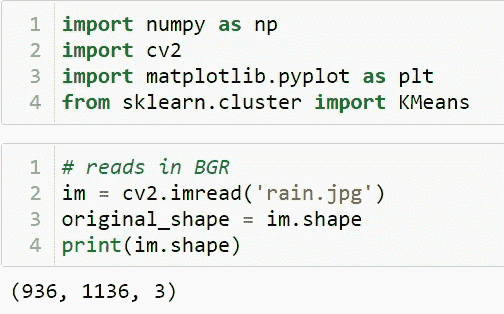 1 import numpy as np
2 import cv2
3 import matplotlib.pyplot as plt
4 from sklearn.cluster import KMeans
1 # reads in BGR
2 im = cv2.imread('rain.jpg')
3 original_shape = im.shape
4 print(im.shape)
(936, 1136, 3)